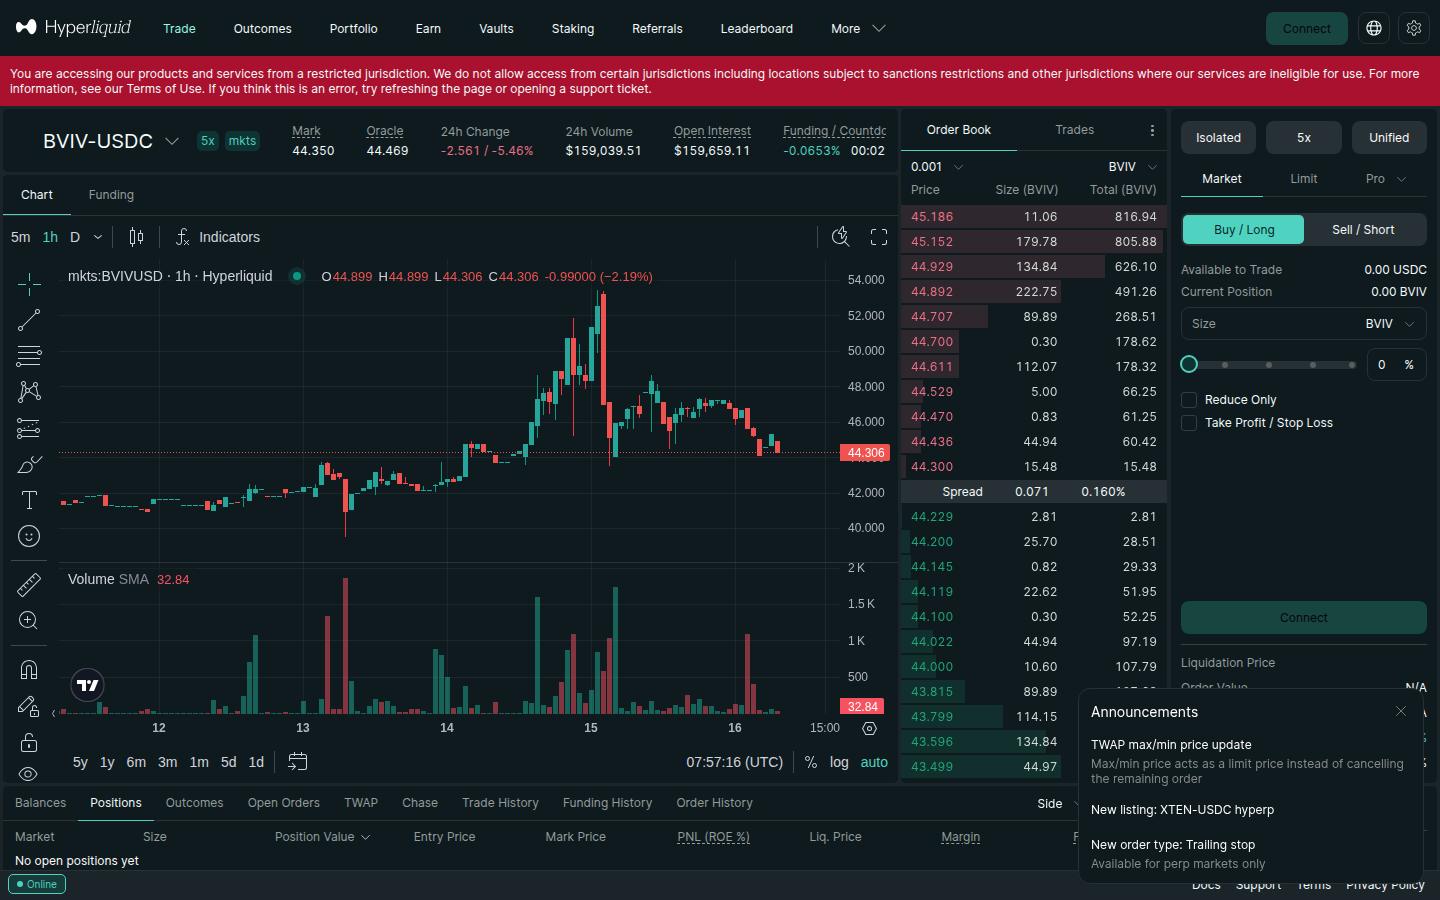 Hyperliquid
Trade
Outcomes
Portfolio
Earn
Vaults
Staking
Referrals
Leaderboard
More
Connect
You are accessing our products and services from a restricted jurisdiction. We do not allow access from certain jurisdictions including locations subject to sanctions restrictions and other jurisdictions where our services are ineligible for use. For more
information, see our Terms of Use. If you think this is an error, try refreshing the page or opening a support ticket.
BVIV-USDC
5x
mkts
Mark
44.350
Oracle
44.469
24h Change
-2.561 / -5.46%
24h Volume
$159,039.51
Open Interest
$159,659.11
Funding /
-0.0653% 00:02
Chart
Funding
5m 1h D
Indicators
mkts:BVIVUSD · 1h · Hyperliquid
O44.899 H44.899 L44.306 C44.306 -0.99000 (−2.19%)
54.000
52.000
50.000
48.000
46.000
44.306
42.000
40.000
Volume SMA 32.84
2 K
1.5 K
1 K
500
32.84
12 13 14 15 16 15:00
5y 1y 6m 3m 1m 5d 1d
07:57:16 (UTC)
% log auto
Order Book
Trades
0.001
BVIV
Price Size (BVIV) Total (BVIV)
45.186 11.06 816.94
45.152 179.78 805.88
44.929 134.84 626.10
44.892 222.75 491.26
44.707 89.89 268.51
44.700 0.30 178.62
44.611 112.07 178.32
44.529 5.00 66.25
44.470 0.83 61.25
44.436 44.94 60.42
44.300 15.48 15.48
Spread 0.071 0.160%
44.229 2.81 2.81
44.200 25.70 28.51
44.145 0.82 29.33
44.119 22.62 51.95
44.100 0.30 52.25
44.022 44.94 97.19
44.000 10.60 107.79
43.815 89.89
43.799 114.15
43.596 134.84
43.499 44.97
Isolated
5x
Unified
Market
Limit
Pro
Buy / Long
Sell / Short
Available to Trade 0.00 USDC
Current Position 0.00 BVIV
Size BVIV
0 %
Reduce Only
Take Profit / Stop Loss
Connect
Liquidation Price
Order Value N/A
Announcements
TWAP max/min price update
Max/min price acts as a limit price instead of cancelling
the remaining order
New listing: XTEN-USDC hyperp
New order type: Trailing stop
Available for perp markets only
Balances
Positions
Outcomes
Open Orders
TWAP
Chase
Trade History
Funding History
Order History
Side
Market Size Position Value Entry Price Mark Price PNL (ROE %) Liq. Price Margin
No open positions yet
Online
Docs Support Terms Privacy Policy